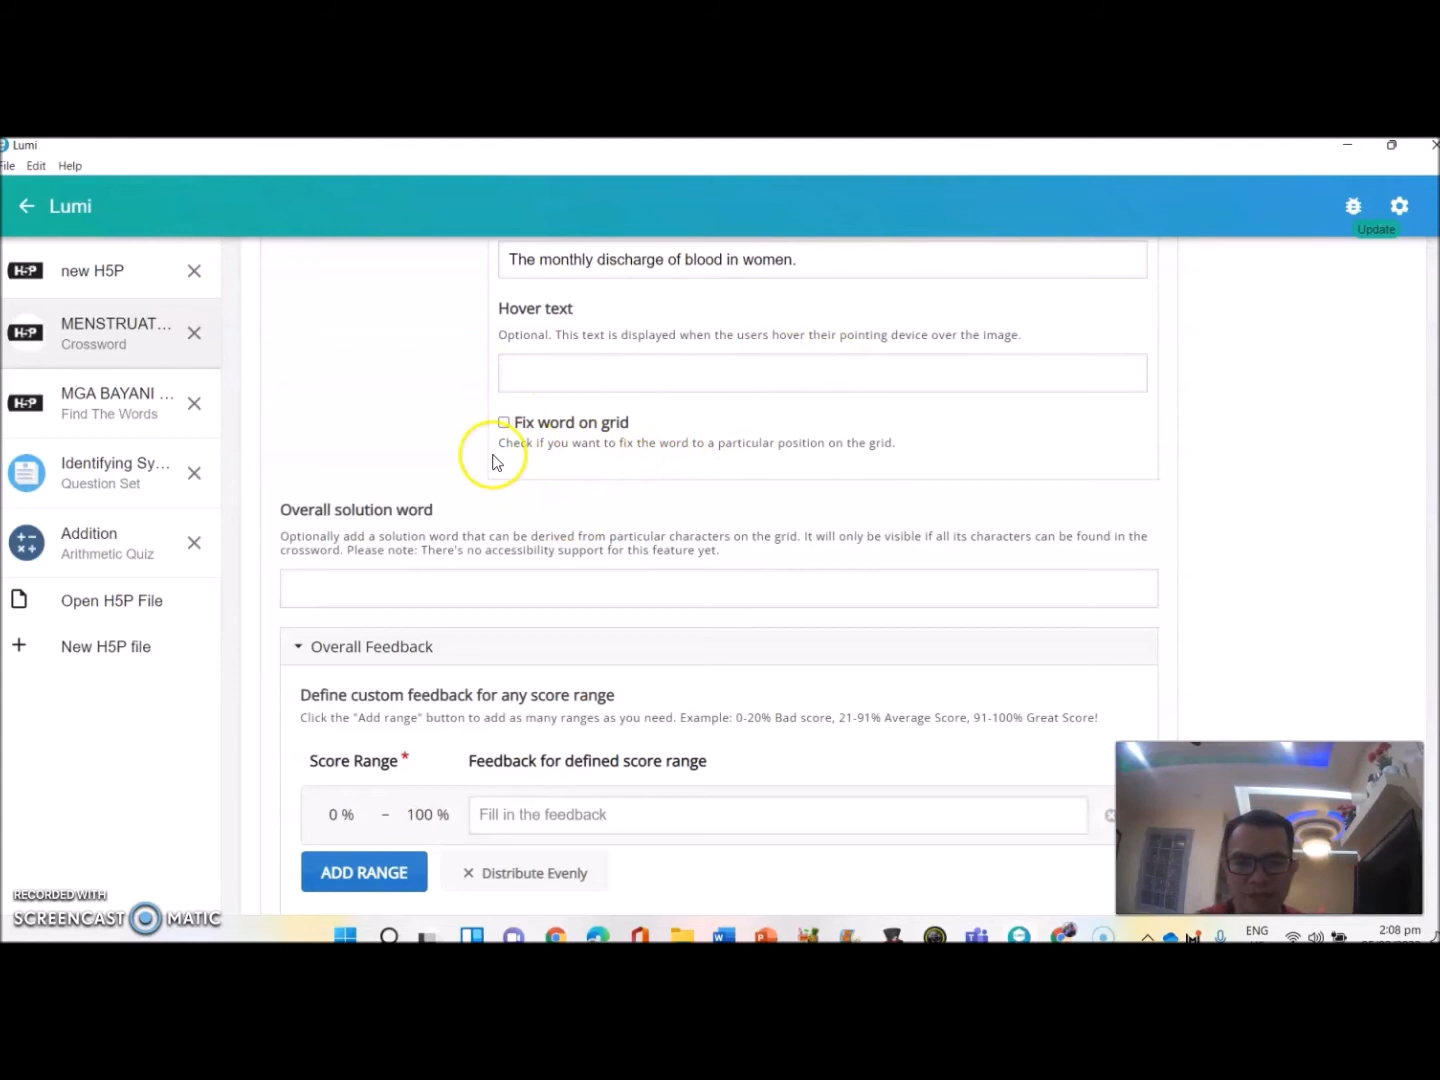 Lumi
File Edit Help
Lumi
Update
H-P new H5P
The monthly discharge of blood in women.
Hover text
Optional. This text is displayed when the users hover their pointing device over the image.
H-P MENSTRUAT...
Crossword
H-P MGA BAYANI ...
Find The Words
Fix word on grid
Check if you want to fix the word to a particular position on the grid.
Identifying Sy...
Question Set
Addition
Arithmetic Quiz
Open H5P File
New H5P file
Overall solution word
Optionally add a solution word that can be derived from particular characters on the grid. It will only be visible if all its characters can be found in the
crossword. Please note: There's no accessibility support for this feature yet.
Overall Feedback
Define custom feedback for any score range
Click the "Add range" button to add as many ranges as you need. Example: 0-20% Bad score, 21-91% Average Score, 91-100% Great Score!
Score Range * Feedback for defined score range
0 % – 100 % Fill in the feedback
ADD RANGE Distribute Evenly
RECORDED WITH
SCREENCAST MATIC
ENG
2:08 pm